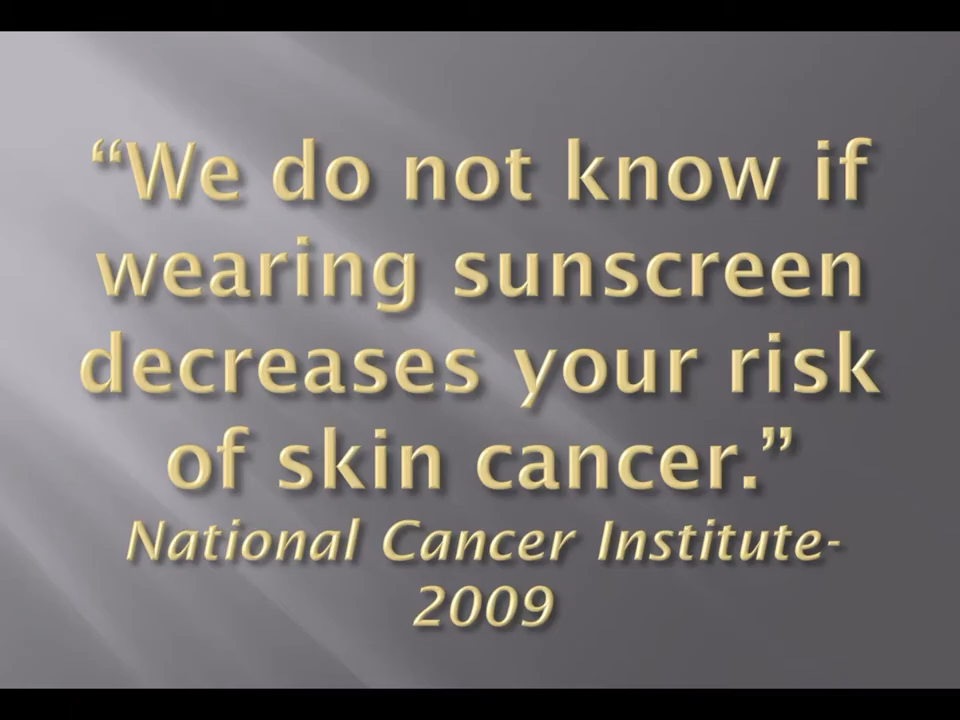 “We do not know if
wearing sunscreen
decreases your risk
of skin cancer.”
National Cancer Institute-
2009